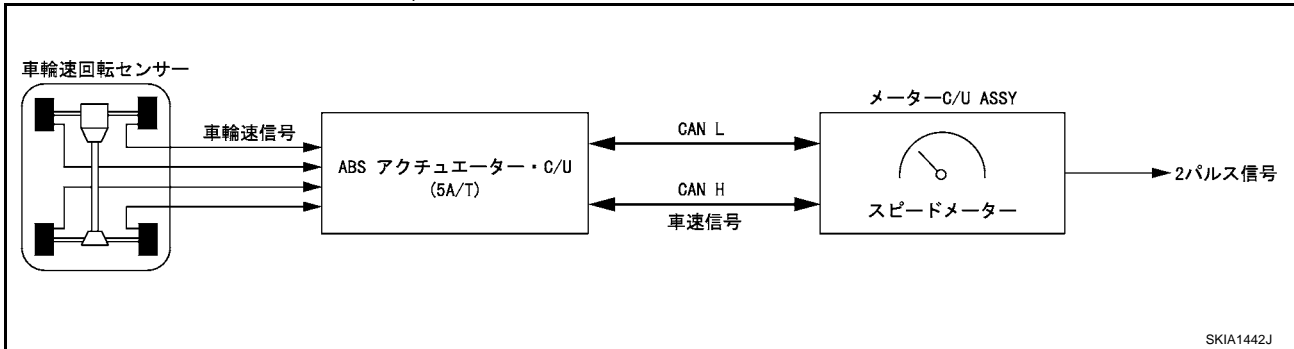 車輪速回転センサー
車輪速信号
ABS アクチュエーター・C/U
(5A/T)
CAN L
CAN H
車速信号
メーターC/U ASSY
スピードメーター
2パルス信号
SKIA1442J